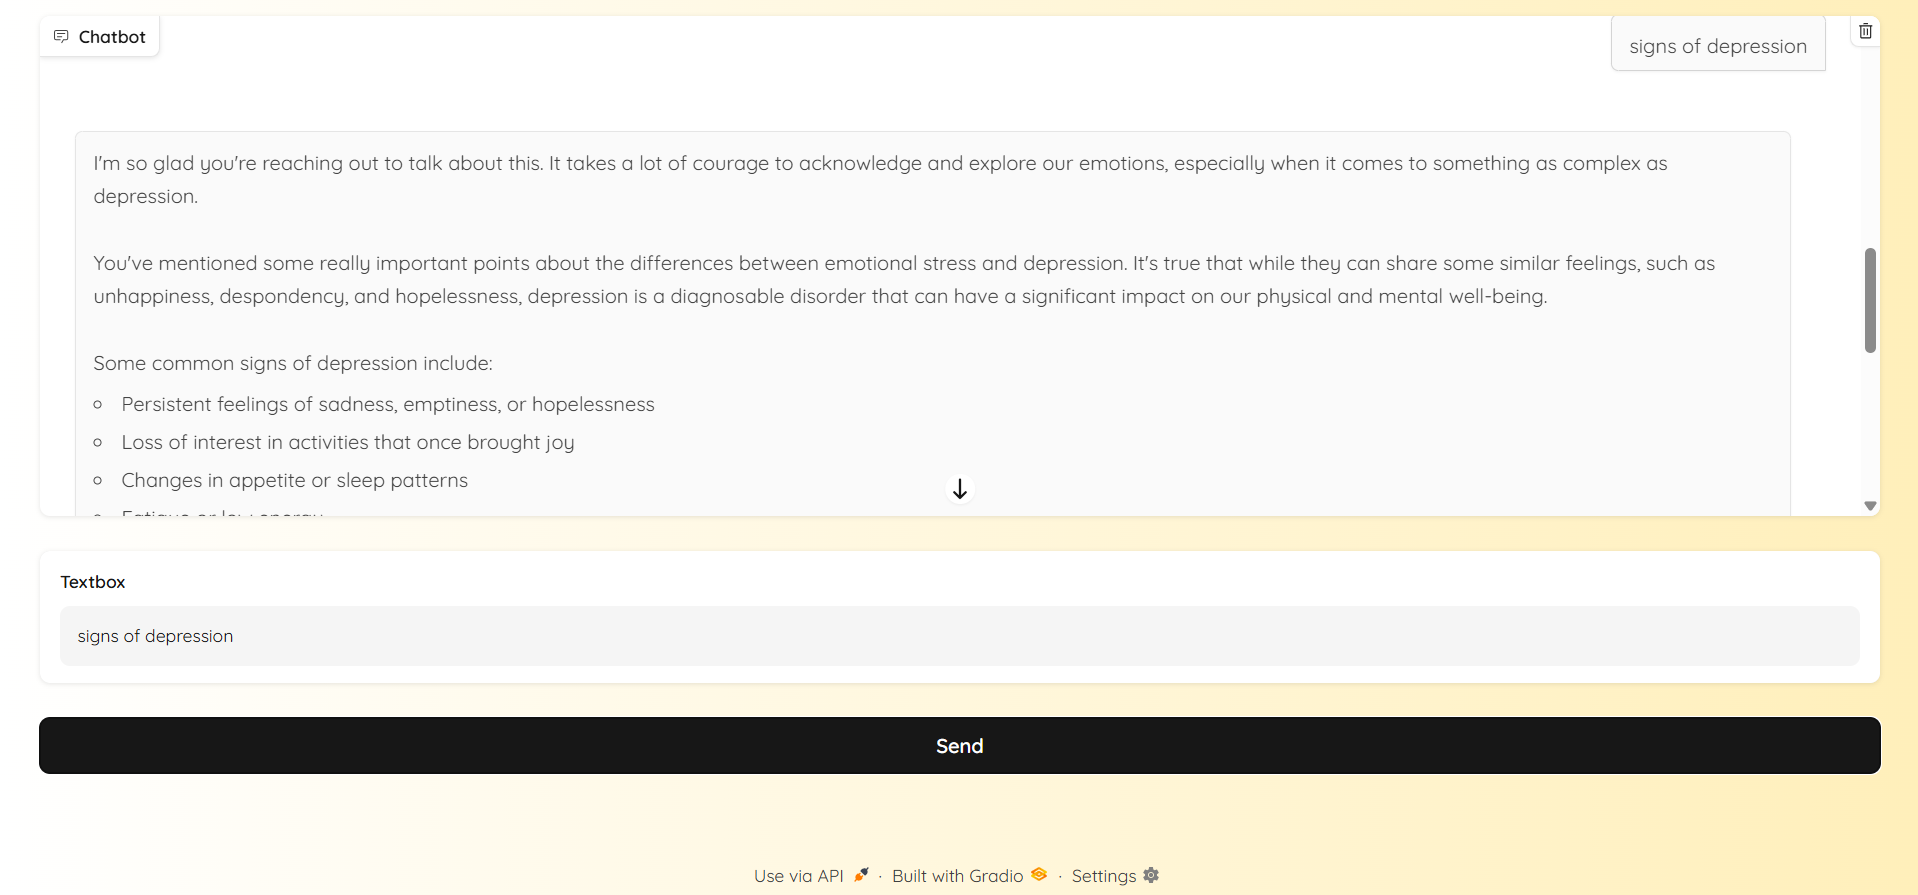 Chatbot
signs of depression
I'm so glad you're reaching out to talk about this. It takes a lot of courage to acknowledge and explore our emotions, especially when it comes to something as complex as
depression.
You've mentioned some really important points about the differences between emotional stress and depression. It's true that while they can share some similar feelings, such as
unhappiness, despondency, and hopelessness, depression is a diagnosable disorder that can have a significant impact on our physical and mental well-being.
Some common signs of depression include:
Persistent feelings of sadness, emptiness, or hopelessness
Loss of interest in activities that once brought joy
Changes in appetite or sleep patterns
Fatigue or low energy
Textbox
signs of depression
Send
Use via API · Built with Gradio · Settings